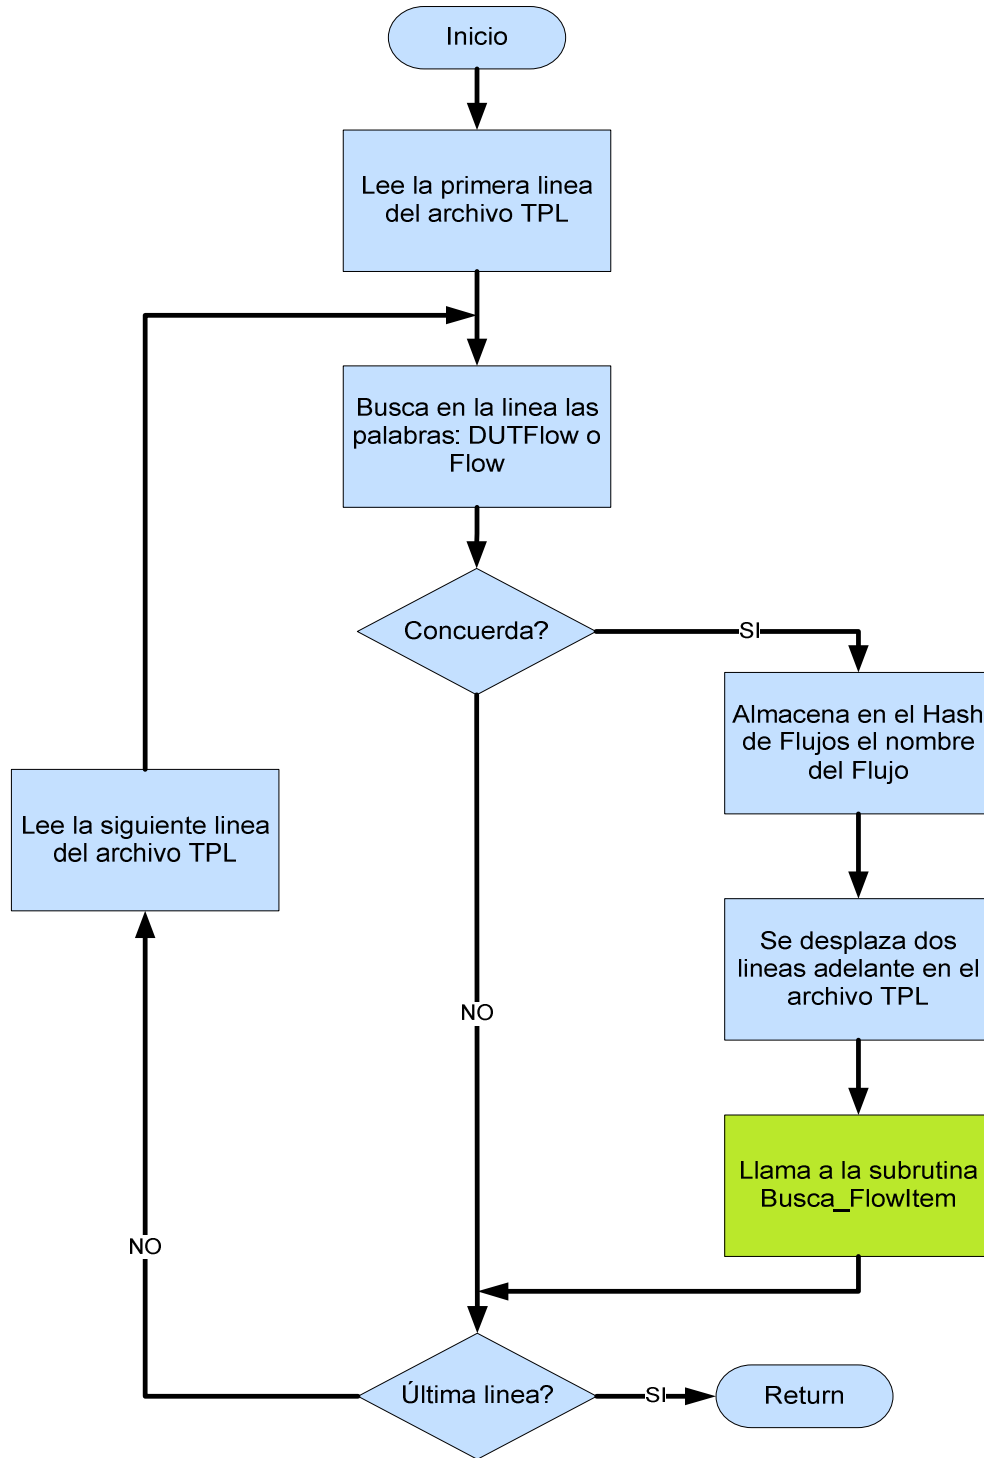 Inicio
Lee la primera linea
del archivo TPL
Busca en la linea las
palabras: DUTFlow o
Flow
Concuerda?
SI
Almacena en el Hash
de Flujos el nombre
del Flujo
Lee la siguiente linea
del archivo TPL
Se desplaza dos
lineas adelante en el
archivo TPL
NO
Llama a la subrutina
Busca_FlowItem
NO
Última linea?
SI
Return